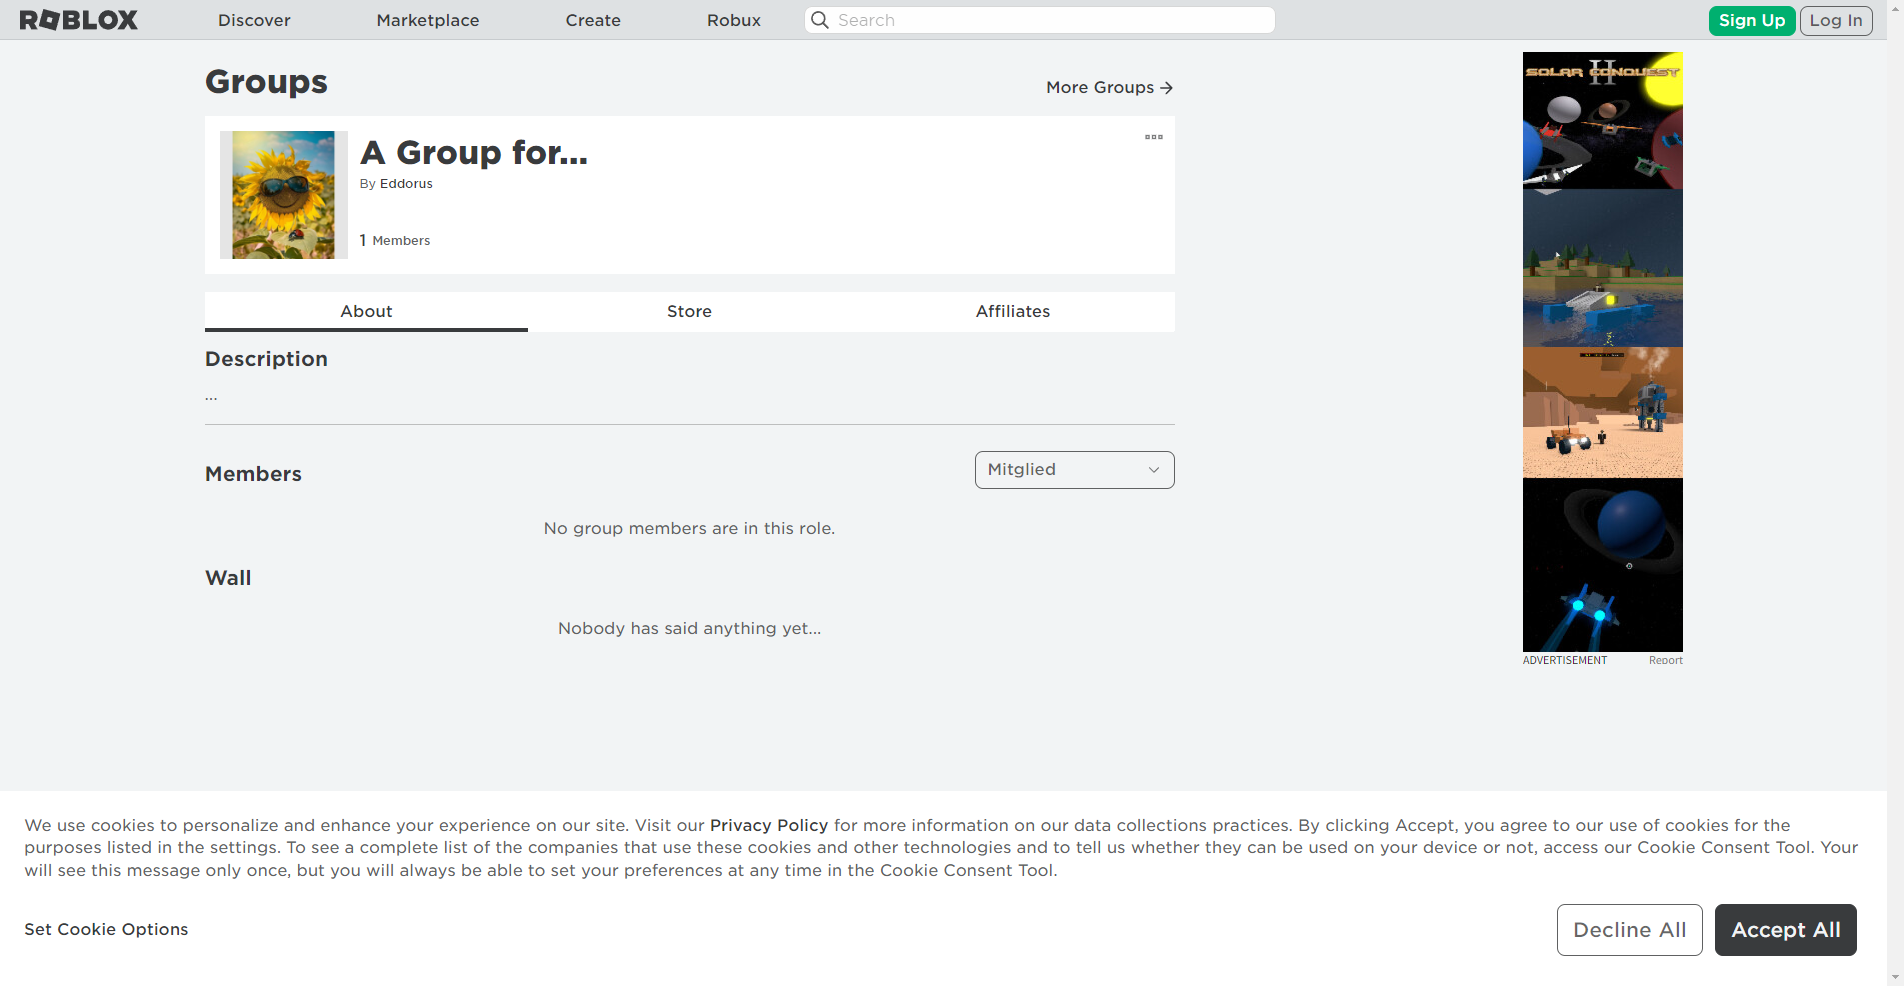 ROBLOX
Discover
Marketplace
Create
Robux
Search
Sign Up
Log In
Groups
More Groups
A Group for...
By Eddorus
1 Members
About
Store
Affiliates
Description
...
Members
Mitglied
No group members are in this role.
Wall
Nobody has said anything yet...
SOLAR CONQUEST
II
ADVERTISEMENT
Report
We use cookies to personalize and enhance your experience on our site. Visit our Privacy Policy for more information on our data collections practices. By clicking Accept, you agree to our use of cookies for the
purposes listed in the settings. To see a complete list of the companies that use these cookies and other technologies and to tell us whether they can be used on your device or not, access our Cookie Consent Tool. Your
will see this message only once, but you will always be able to set your preferences at any time in the Cookie Consent Tool.
Set Cookie Options
Decline All
Accept All